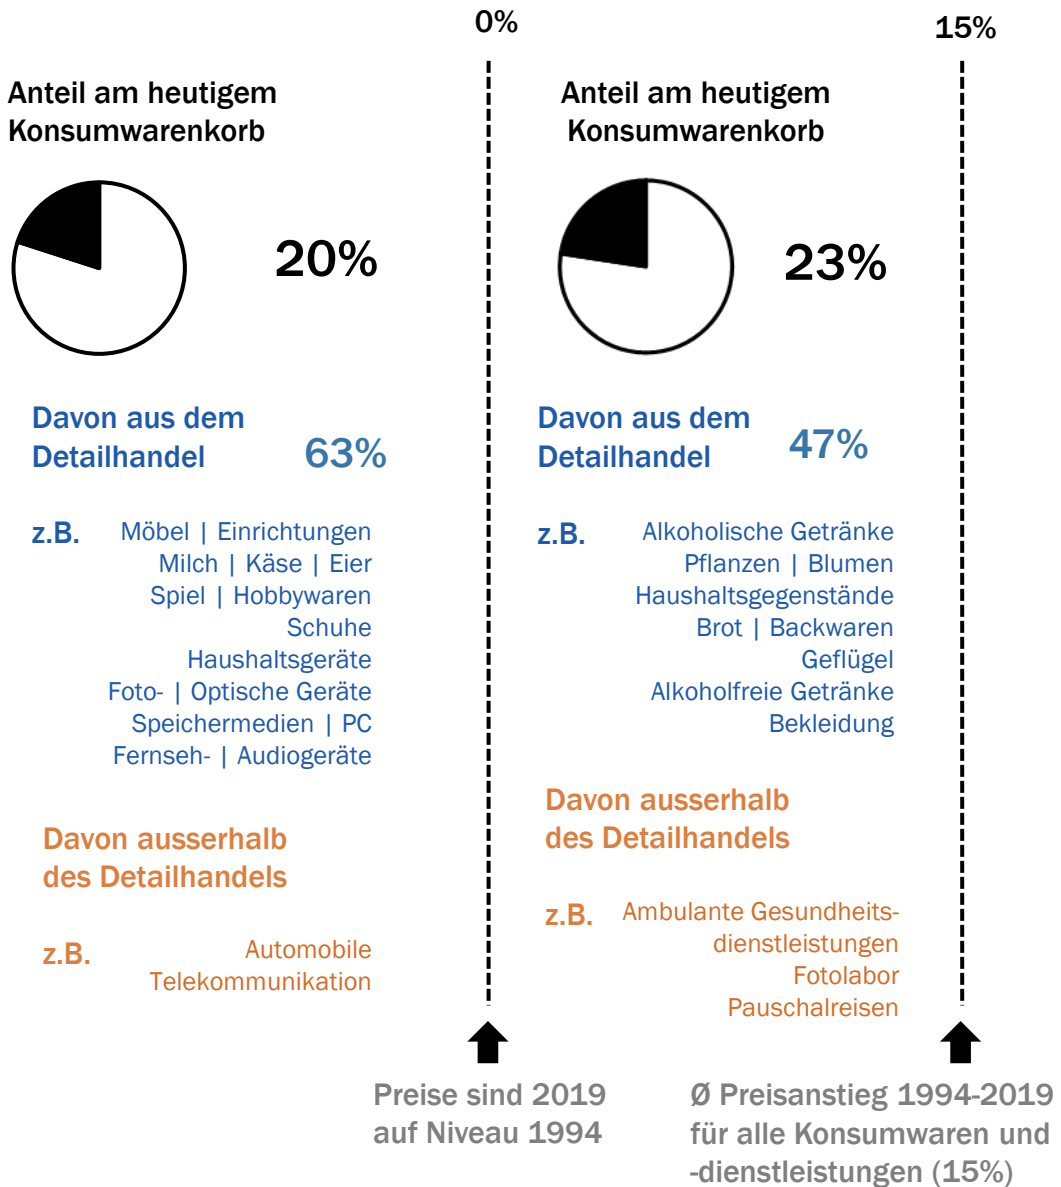 0%
15%
Anteil am heutigem
Konsumwarenkorb
20%
Davon aus dem
Detailhandel
63%
z.B.
Möbel | Einrichtungen
Milch | Käse | Eier
Spiel | Hobbywaren
Schuhe
Haushaltsgeräte
Foto- | Optische Geräte
Speichermedien | PC
Fernseh- | Audiogeräte
Davon ausserhalb
des Detailhandels
z.B.
Automobile
Telekommunikation
Anteil am heutigem
Konsumwarenkorb
23%
Davon aus dem
Detailhandel
47%
z.B.
Alkoholische Getränke
Pflanzen | Blumen
Haushaltsgegenstände
Brot | Backwaren
Geflügel
Alkoholfreie Getränke
Bekleidung
Davon ausserhalb
des Detailhandels
z.B.
Ambulante Gesundheits-
dienstleistungen
Fotolabor
Pauschalreisen
Preise sind 2019
auf Niveau 1994
Ø Preisanstieg 1994-2019
für alle Konsumwaren und
-dienstleistungen (15%)